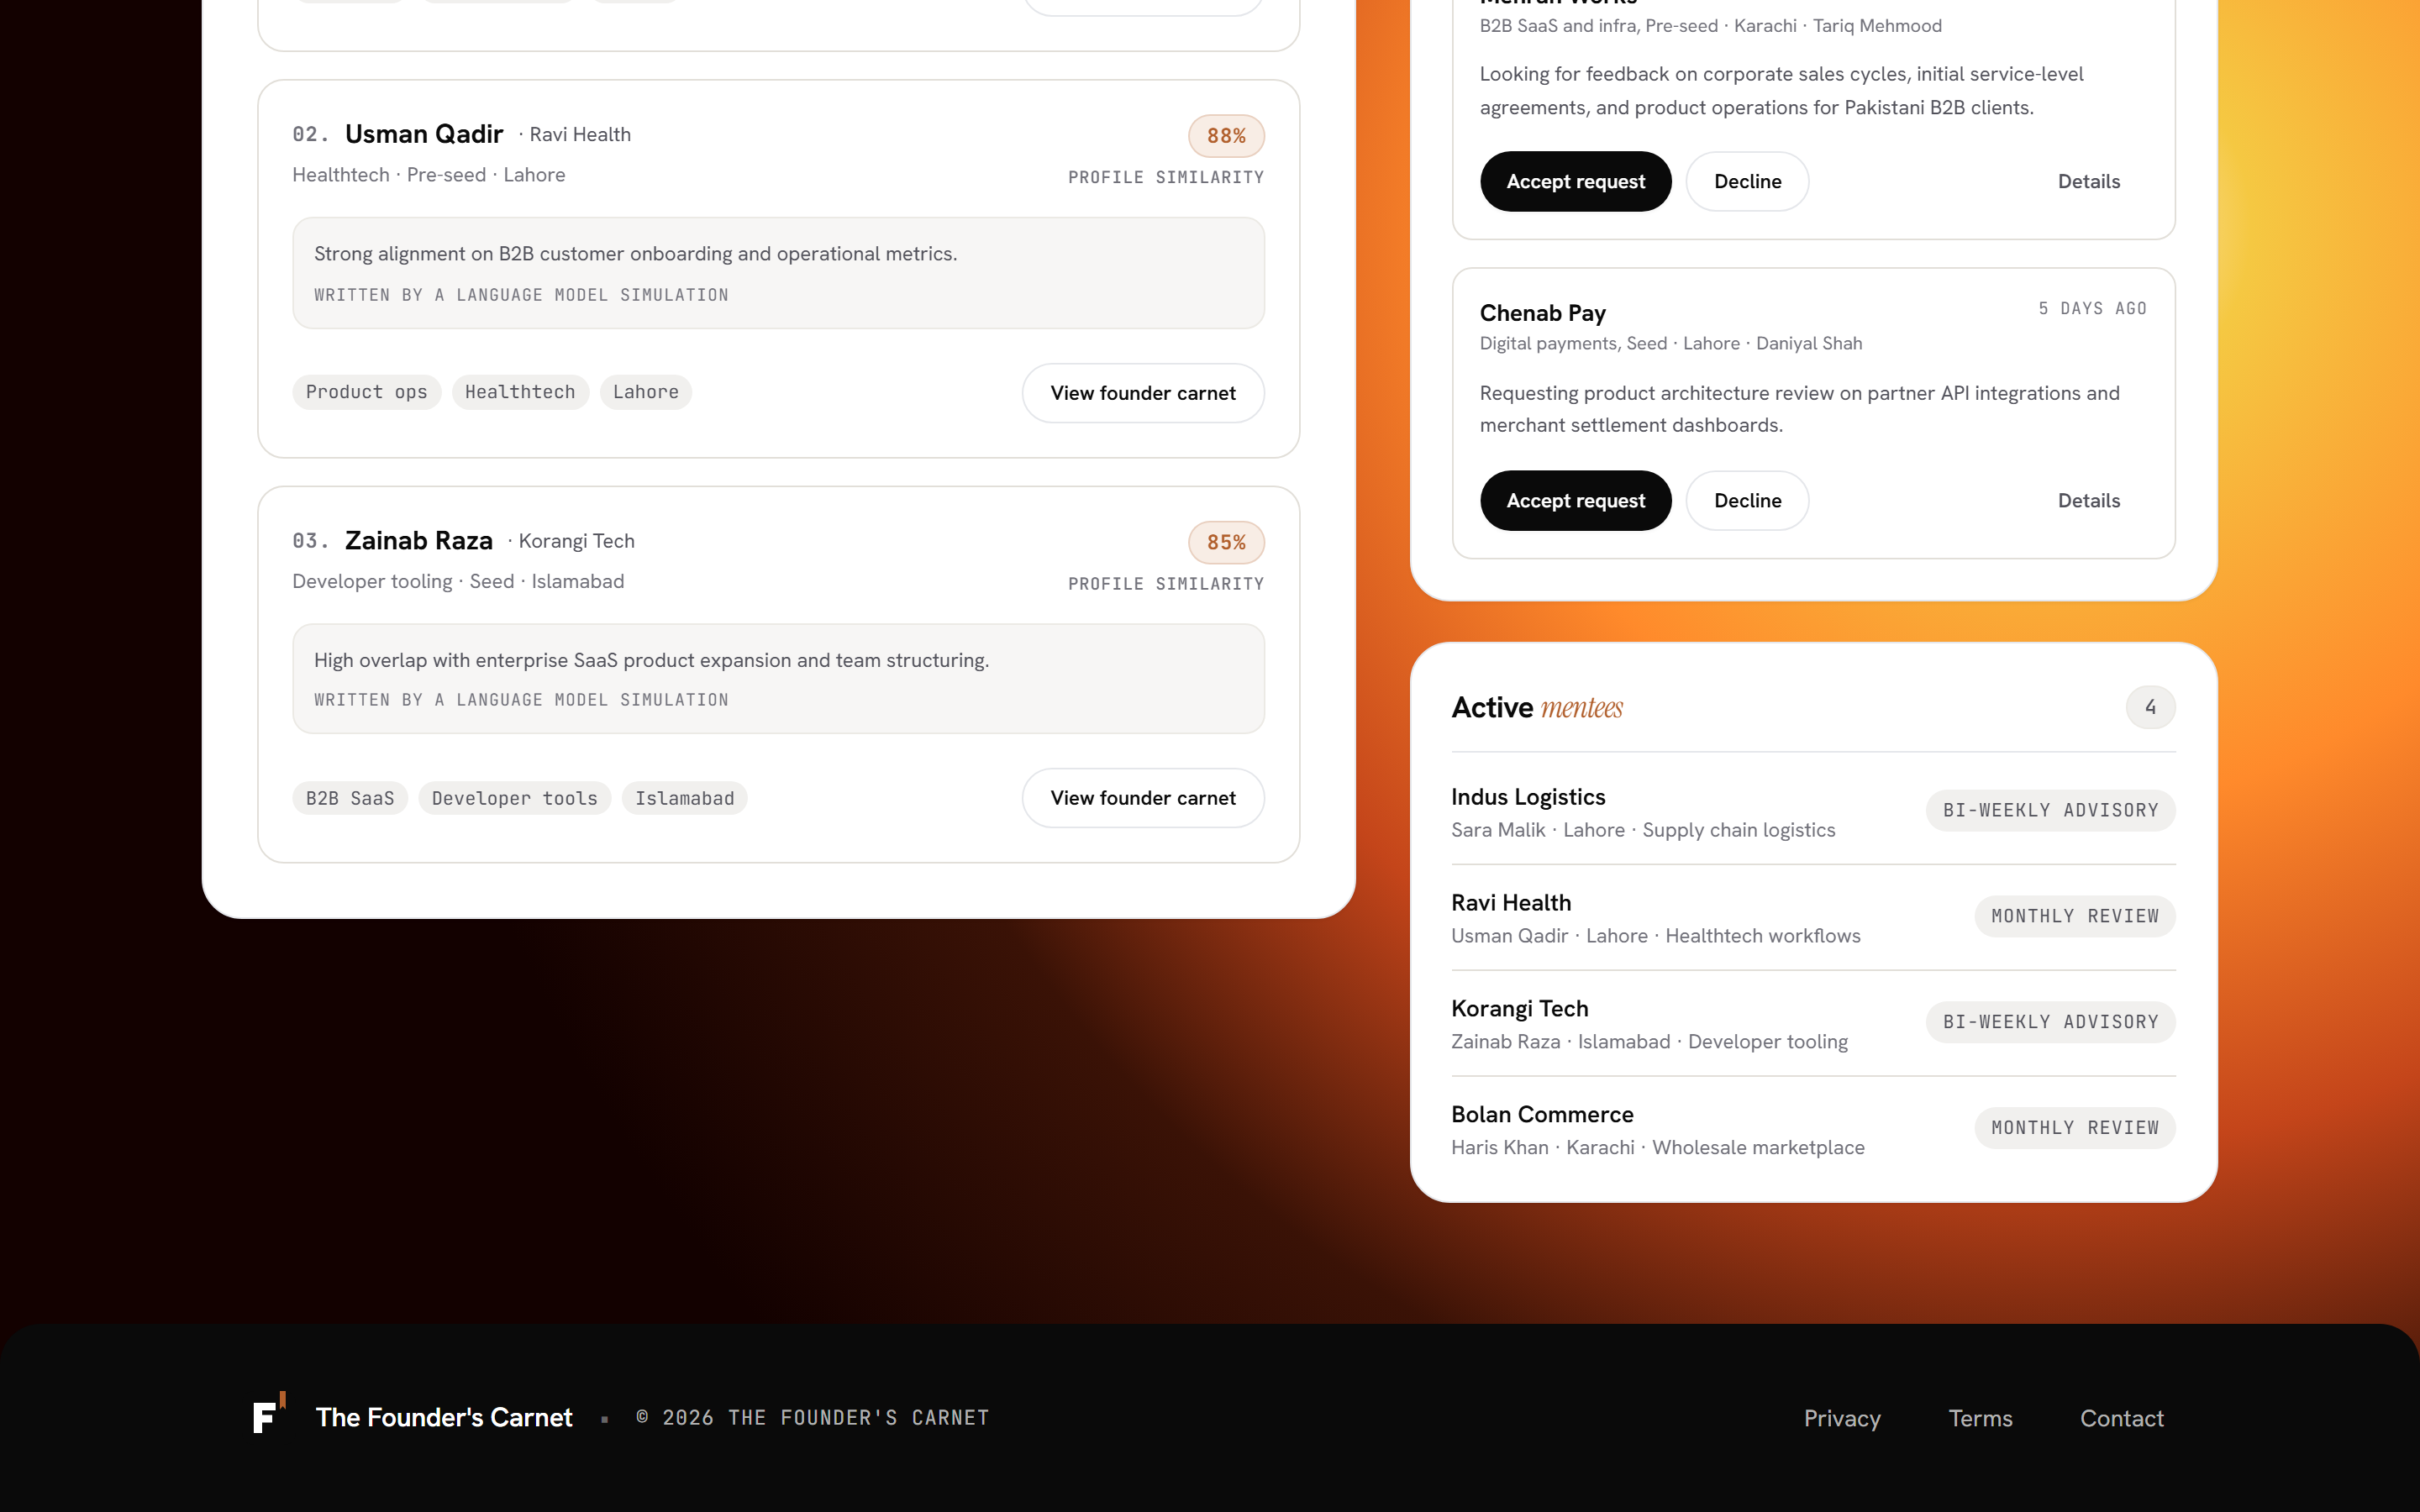 02. Usman Qadir · Ravi Health
88%
Healthtech · Pre-seed · Lahore
PROFILE SIMILARITY
Strong alignment on B2B customer onboarding and operational metrics.
WRITTEN BY A LANGUAGE MODEL SIMULATION
Product ops
Healthtech
Lahore
View founder carnet
03. Zainab Raza · Korangi Tech
85%
Developer tooling · Seed · Islamabad
PROFILE SIMILARITY
High overlap with enterprise SaaS product expansion and team structuring.
WRITTEN BY A LANGUAGE MODEL SIMULATION
B2B SaaS
Developer tools
Islamabad
View founder carnet
B2B SaaS and infra, Pre-seed · Karachi · Tariq Mehmood
Looking for feedback on corporate sales cycles, initial service-level
agreements, and product operations for Pakistani B2B clients.
Accept request
Decline
Details
Chenab Pay
5 DAYS AGO
Digital payments, Seed · Lahore · Daniyal Shah
Requesting product architecture review on partner API integrations and
merchant settlement dashboards.
Accept request
Decline
Details
Active mentees
4
Indus Logistics
BI-WEEKLY ADVISORY
Sara Malik · Lahore · Supply chain logistics
Ravi Health
MONTHLY REVIEW
Usman Qadir · Lahore · Healthtech workflows
Korangi Tech
BI-WEEKLY ADVISORY
Zainab Raza · Islamabad · Developer tooling
Bolan Commerce
MONTHLY REVIEW
Haris Khan · Karachi · Wholesale marketplace
F
The Founder's Carnet
© 2026 THE FOUNDER'S CARNET
Privacy
Terms
Contact